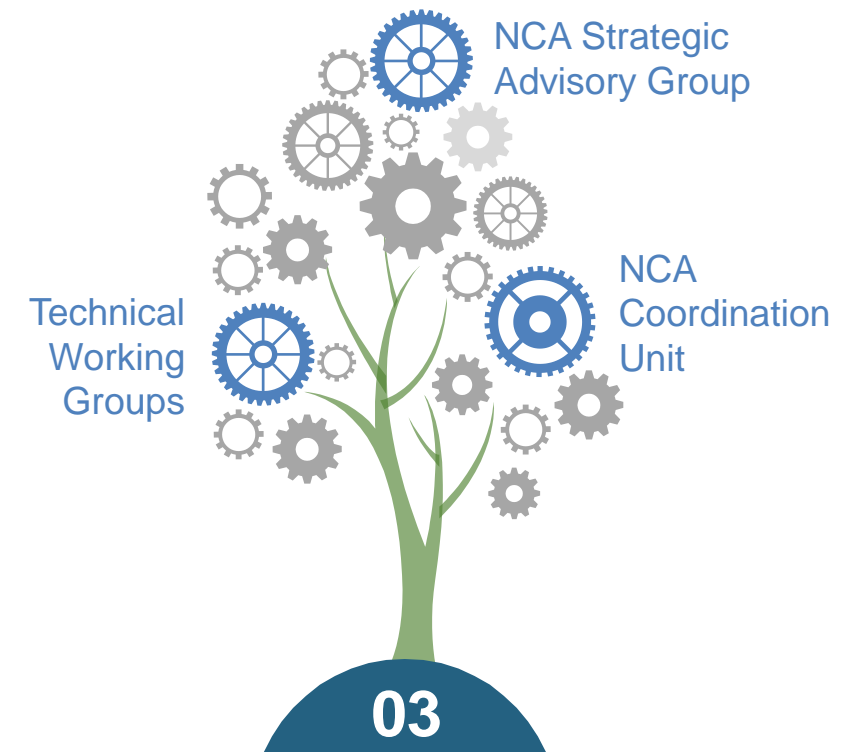 NCA Strategic
Advisory Group
NCA
Coordination
Unit
Technical
Working
Groups
03